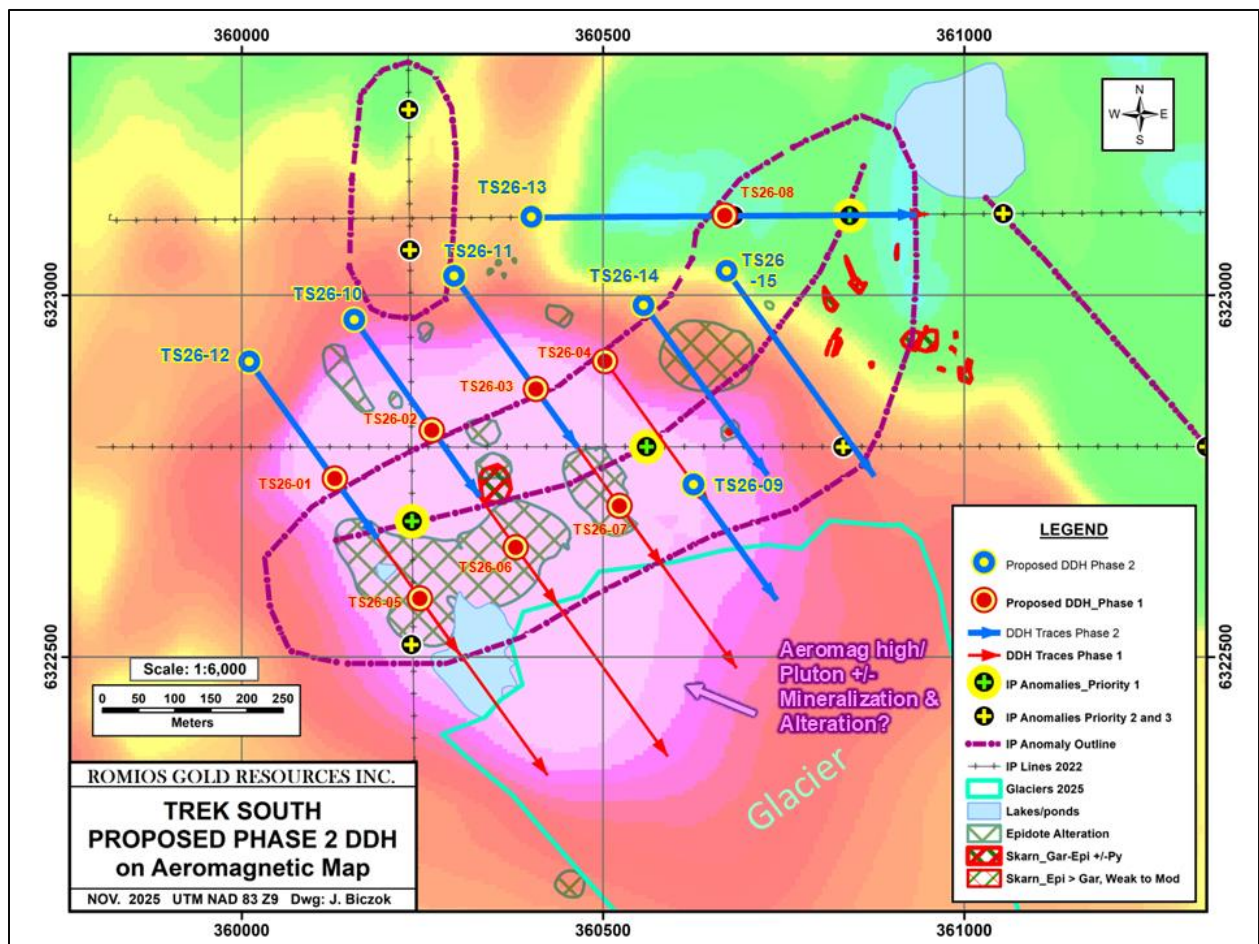 360000
360500
361000
N
W
E
S
TS26-13
TS26-08
TS26-11
TS26-14
TS26
-15
TS26-10
TS26-12
TS26-04
TS26-03
TS26-02
TS26-01
TS26-09
TS26-07
TS26-06
TS26-05
6323000
6323000
6322500
6322500
Aeromag high/
Pluton +/-
Mineralization &
Alteration?
Glacier
Scale: 1:6,000
0 50 100 150 200 250
Meters
ROMIOS GOLD RESOURCES INC.
TREK SOUTH
PROPOSED PHASE 2 DDH
on Aeromagnetic Map
NOV. 2025 UTM NAD 83 Z9 Dwg: J. Biczok
LEGEND
Proposed DDH Phase 2
Proposed DDH_Phase 1
DDH Traces Phase 2
DDH Traces Phase 1
IP Anomalies_Priority 1
IP Anomalies Priority 2 and 3
IP Anomaly Outline
IP Lines 2022
Glaciers 2025
Lakes/ponds
Epidote Alteration
Skarn_Gar-Epi +/-Py
Skarn_Epi > Gar, Weak to Mod
360000
360500
361000